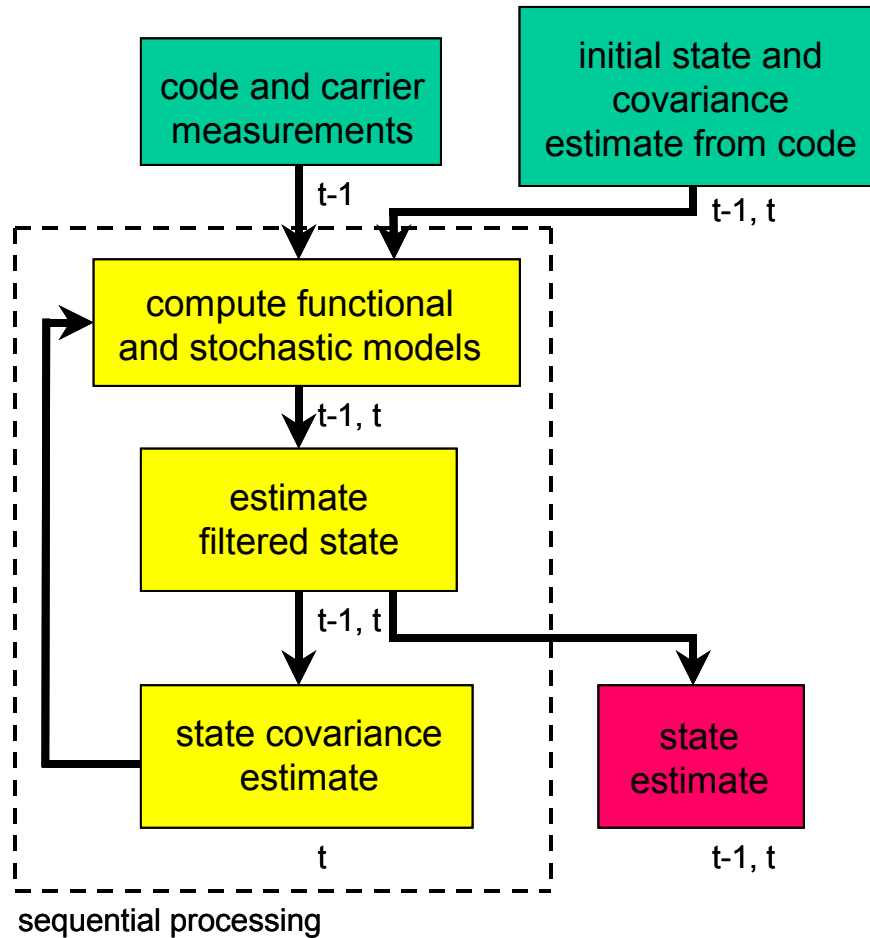 code and carrier
measurements
initial state and
covariance
estimate from code
t-1
t-1, t
compute functional
and stochastic models
t-1, t
estimate
filtered state
t-1, t
state covariance
estimate
state
estimate
t
t-1, t
sequential processing